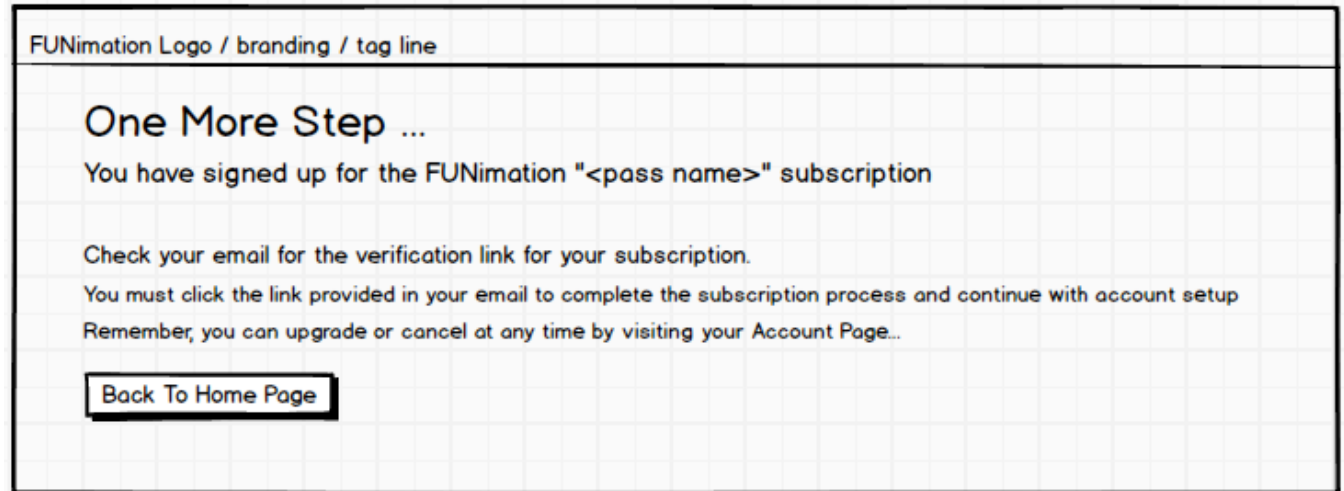 FUNimation Logo / branding / tag line
One More Step ...
You have signed up for the FUNimation "<pass name>" subscription
Check your email for the verification link for your subscription.
You must click the link provided in your email to complete the subscription process and continue with account setup
Remember, you can upgrade or cancel at any time by visiting your Account Page...
Back To Home Page